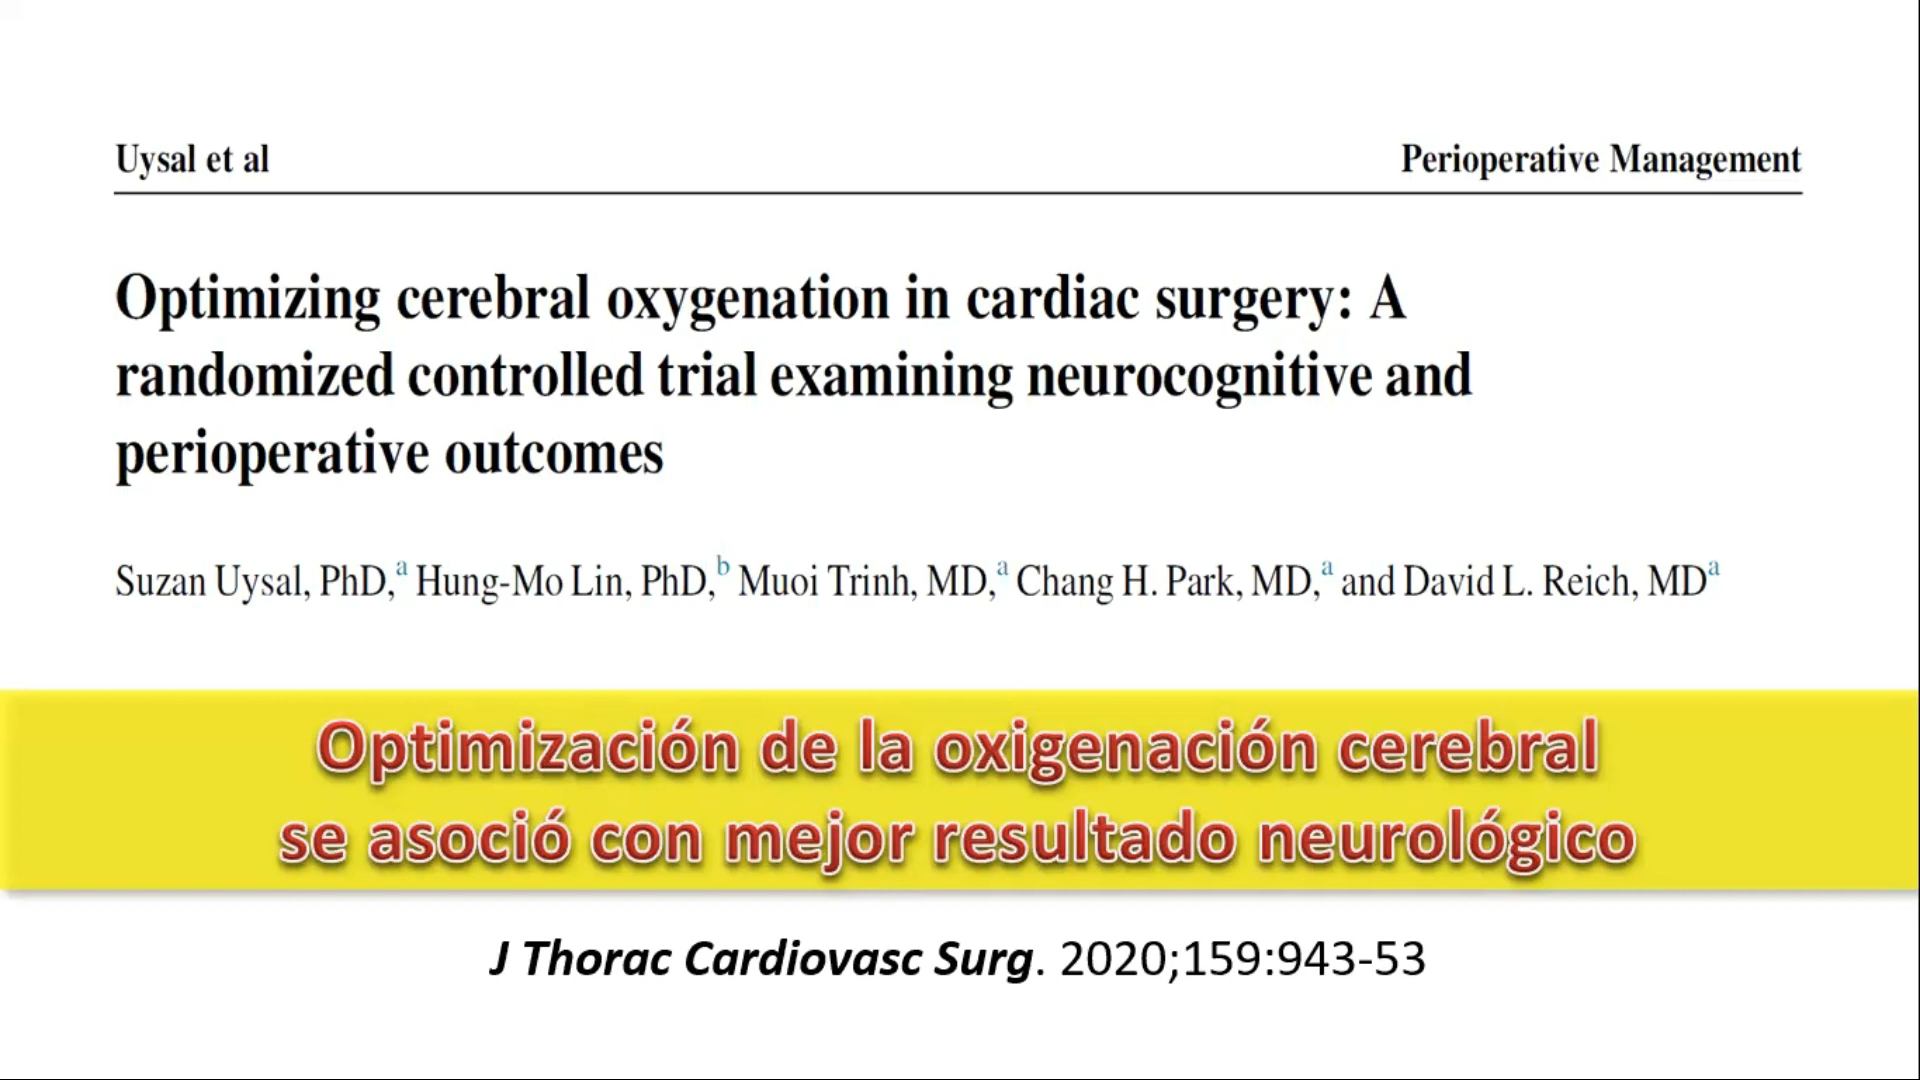 Uysal et al
Perioperative Management
Optimizing cerebral oxygenation in cardiac surgery: A
randomized controlled trial examining neurocognitive and
perioperative outcomes
Suzan Uysal, PhD,a Hung-Mo Lin, PhD,b Muoi Trinh, MD,a Chang H. Park, MD,a and David L. Reich, MDa
Optimización de la oxigenación cerebral
se asoció con mejor resultado neurológico
J Thorac Cardiovasc Surg. 2020;159:943-53